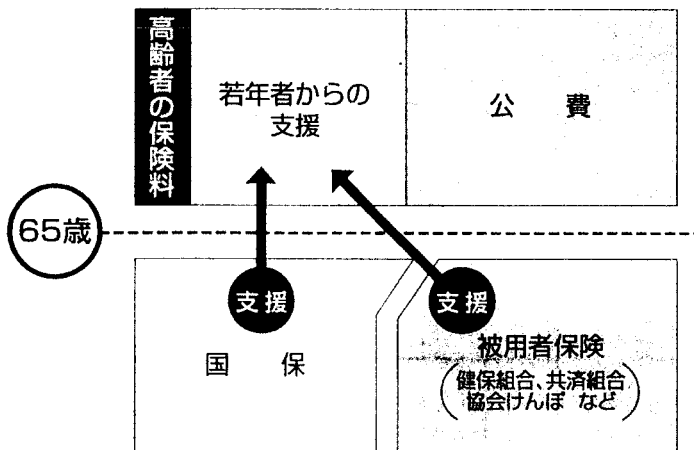 高齢者の保険料
若年者からの
支援
公　費
65歳
支援
支援
国　保
被用者保険
(健保組合、共済組合
協会けんぽ など)